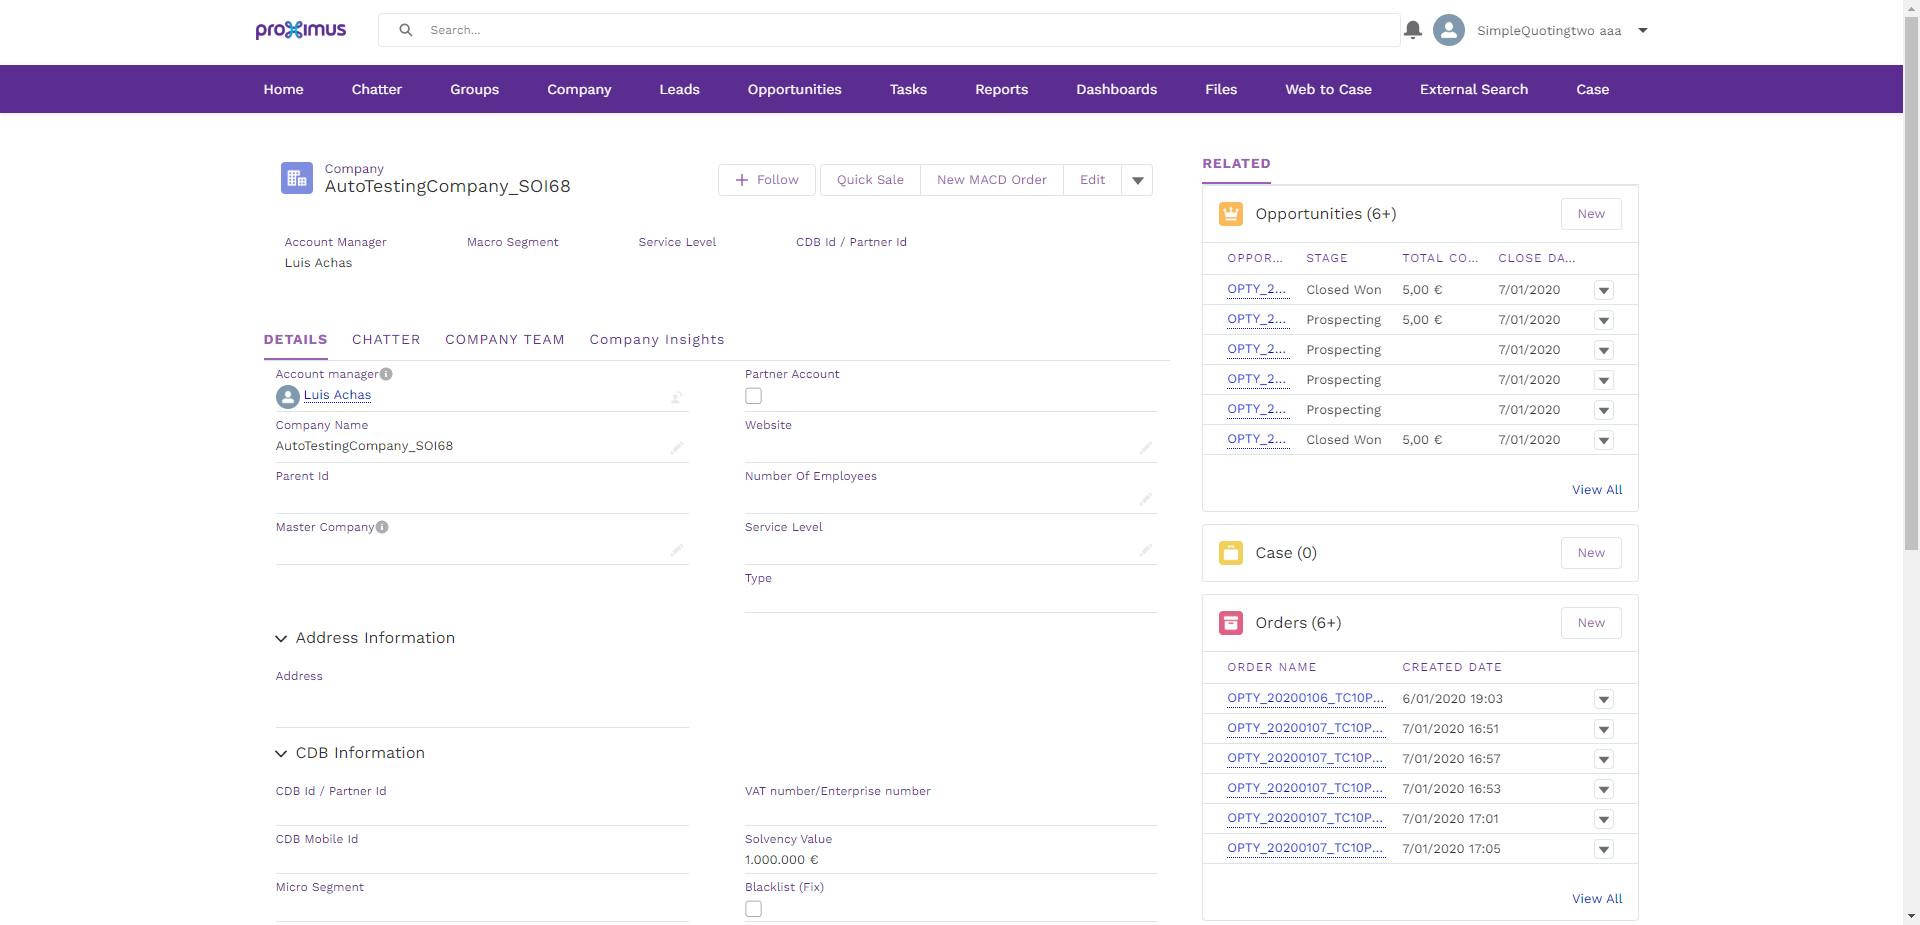 proximus
Search...
SimpleQuotingtwo aaa
Home Chatter Groups Company Leads Opportunities Tasks Reports Dashboards Files Web to Case External Search Case
Company
AutoTestingCompany_SOI68
Follow Quick Sale New MACD Order Edit
Account Manager Macro Segment Service Level CDB Id / Partner Id
Luis Achas
DETAILS CHATTER COMPANY TEAM Company Insights
Account manager Partner Account
Luis Achas
Company Name Website
AutoTestingCompany_SOI68
Parent Id Number Of Employees
Master Company Service Level
Type
Address Information
Address
CDB Information
CDB Id / Partner Id VAT number/Enterprise number
CDB Mobile Id Solvency Value
1.000.000 €
Micro Segment Blacklist (Fix)
RELATED
Opportunities (6+) New
OPPOR... STAGE TOTAL CO... CLOSE DA...
OPTY_2... Closed Won 5,00 € 7/01/2020
OPTY_2... Prospecting 5,00 € 7/01/2020
OPTY_2... Prospecting 7/01/2020
OPTY_2... Prospecting 7/01/2020
OPTY_2... Prospecting 7/01/2020
OPTY_2... Closed Won 5,00 € 7/01/2020
View All
Case (0) New
Orders (6+) New
ORDER NAME CREATED DATE
OPTY_20200106_TC10P... 6/01/2020 19:03
OPTY_20200107_TC10P... 7/01/2020 16:51
OPTY_20200107_TC10P... 7/01/2020 16:57
OPTY_20200107_TC10P... 7/01/2020 16:53
OPTY_20200107_TC10P... 7/01/2020 17:01
OPTY_20200107_TC10P... 7/01/2020 17:05
View All